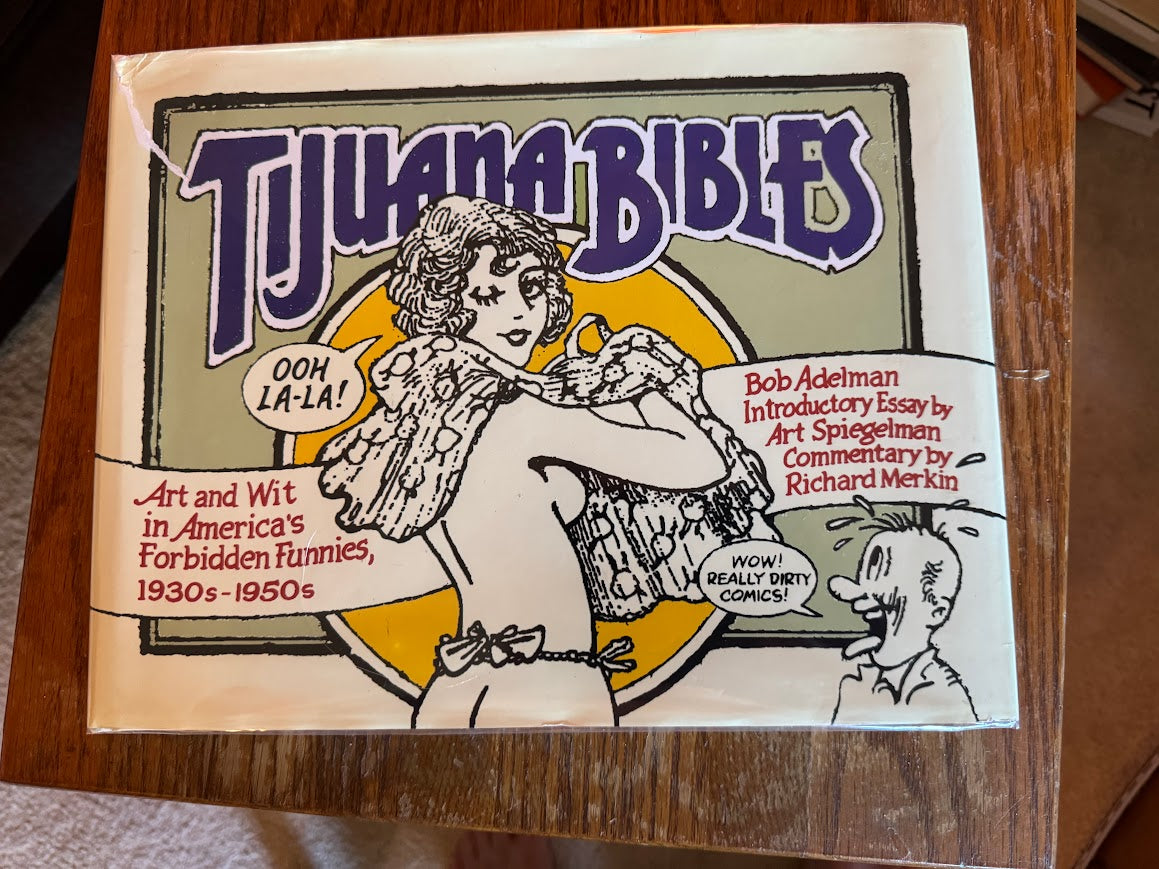 TIJUANA BIBLES
OOH
LA-LA!
Bob Adelman
Introductory Essay by
Art Spiegelman
Commentary by
Richard Merkin
Art and Wit
in America's
Forbidden Funnies,
1930s-1950s
WOW!
REALLY DIRTY
COMICS!